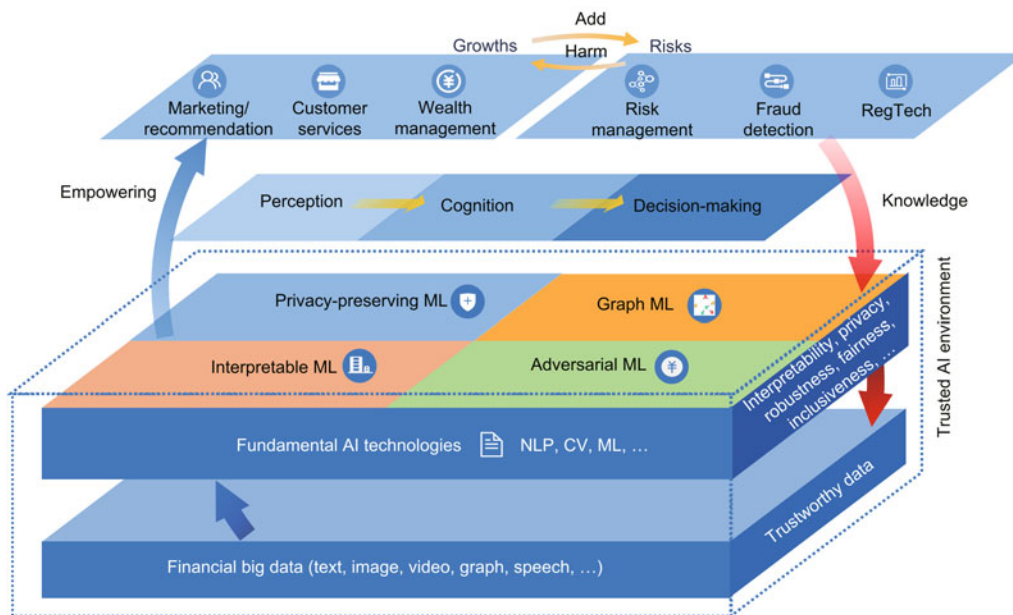 Add
Growths
Harm
Risks
Marketing/
recommendation
Customer
services
Wealth
management
Risk
management
Fraud
detection
RegTech
Empowering
Perception
Cognition
Decision-making
Knowledge
Privacy-preserving ML
Graph ML
Interpretable ML
Adversarial ML
Interpretability, privacy,
robustness, fairness,
inclusiveness, …
Trusted AI environment
Fundamental AI technologies
NLP, CV, ML, …
Trustworthy data
Financial big data (text, image, video, graph, speech, …)